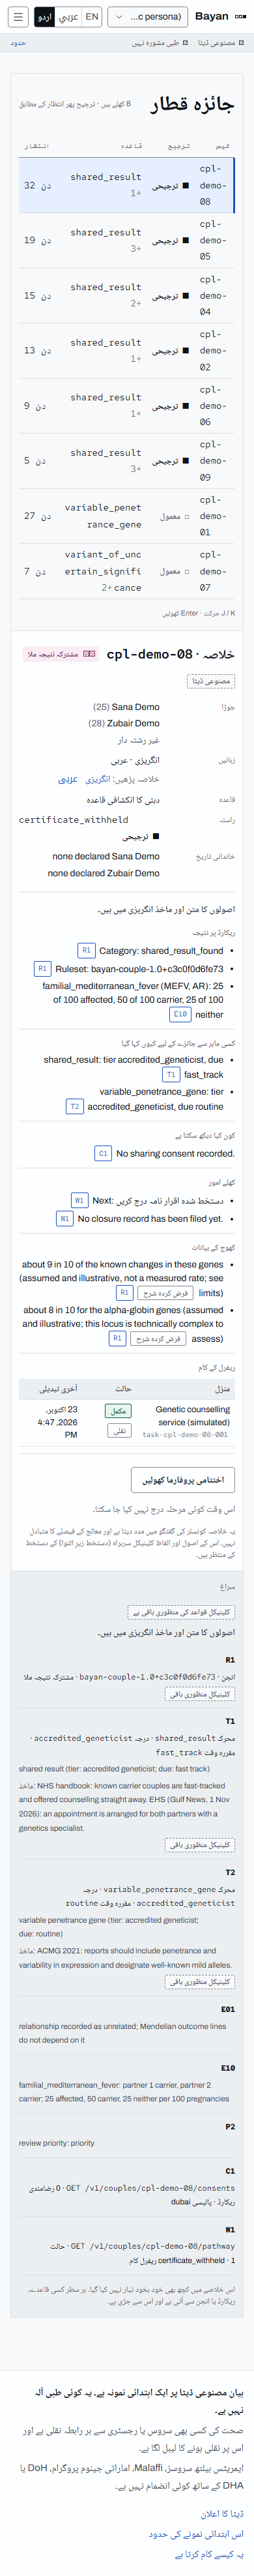 Bayan
(c persona...
EN
عربي
اردو
مصنوعی ڈیٹا
طبی مشورہ نہیں
حدود
جائزہ قطار
8 کھلے ہیں · ترجیح پھر انتظار کے مطابق
کیس ترجیح قاعدہ انتظار
cpl-demo-08 ترجیحی shared_result +1 32 دن
cpl-demo-05 ترجیحی shared_result +3 19 دن
cpl-demo-04 ترجیحی shared_result +2 15 دن
cpl-demo-02 ترجیحی shared_result +1 13 دن
cpl-demo-06 ترجیحی shared_result +1 9 دن
cpl-demo-09 ترجیحی shared_result +3 5 دن
cpl-demo-01 معمول variable_penetrance_gene 27 دن
cpl-demo-07 معمول variant_of_uncertain_significance +2 7 دن
J / K حرکت · Enter کھولیں
خلاصہ · cpl-demo-08
مشترکہ نتیجہ ملا
مصنوعی ڈیٹا
جوڑا
Sana Demo (25)
Zubair Demo (28)
غیر رشتہ دار
زبانیں
انگریزی · عربی
خلاصہ پڑھیں: انگریزی عربی
قاعدہ
دبئی کا انکشافی قاعدہ
راستہ
certificate_withheld
ترجیحی
خاندانی تاریخ
none declared Sana Demo
none declared Zubair Demo
اصولوں کا متن اور ماخذ انگریزی میں ہیں۔
ریکارڈ پر نتیجہ
Category: shared_result_found R1
Ruleset: bayan-couple-1.0+c3c0f0d6fe73 R1
familial_mediterranean_fever (MEFV, AR): 25
of 100 affected, 50 of 100 carrier, 25 of 100
neither E10
کسی ماہر سے جائزے کے لیے کیوں کہا گیا
shared_result: tier accredited_geneticist, due
fast_track T1
variable_penetrance_gene: tier
accredited_geneticist, due routine T2
کون کیا دیکھ سکتا ہے
No sharing consent recorded. C1
کھلے امور
Next: دستخط شدہ اقرار نامہ درج کریں W1
No closure record has been filed yet. W1
کھوج کے بیانات
about 9 in 10 of the known changes in these genes
(assumed and illustrative, not a measured rate; see
limits) فرض کردہ شرح R1
about 8 in 10 for the alpha-globin genes (assumed
and illustrative; this locus is technically complex to
assess) فرض کردہ شرح R1
ریفرل کے کام
منزل حالت آخری تبدیلی
Genetic counselling service (simulated)
task-cpl-demo-08-001
مکمل
نقلی
23 اکتوبر، 2026, 4:47 PM
اختتامی پروفارما کھولیں
اس وقت کوئی مرحلہ درج نہیں کیا جا سکتا۔
یہ خلاصہ کونسلر کی گفتگو میں مدد دیتا ہے اور معالج کے فیصلے کا متبادل
نہیں۔ اس کے اصول اور الفاظ کلینیکل سربراہ (دستخط زیرِ التوا) کے دستخط
کے منتظر ہیں۔
سراغ
کلینیکل قواعد کی منظوری باقی ہے
اصولوں کا متن اور ماخذ انگریزی میں ہیں۔
R1
انجن · bayan-couple-1.0+c3c0f0d6fe73 · مشترکہ نتیجہ ملا
کلینیکل منظوری باقی
T1
محرک shared_result · درجہ accredited_geneticist ·
مقررہ وقت fast_track
shared result (tier: accredited geneticist; due: fast track)
ماخذ: NHS handbook: known carrier couples are fast-tracked
and offered counselling straight away. EHS (Gulf News, 1 Nov
2026): an appointment is arranged for both partners with a
genetics specialist.
کلینیکل منظوری باقی
T2
محرک variable_penetrance_gene · درجہ
accredited_geneticist · مقررہ وقت routine
variable penetrance gene (tier: accredited geneticist;
due: routine)
ماخذ: ACMG 2021: reports should include penetrance and
variability in expression and designate well-known mild alleles.
کلینیکل منظوری باقی
E01
relationship recorded as unrelated; Mendelian outcome lines
do not depend on it
E10
familial_mediterranean_fever: partner 1 carrier, partner 2
carrier; 25 affected, 50 carrier, 25 neither per 100 pregnancies
P2
review priority: priority
C1
GET /v1/couples/cpl-demo-08/consents · 0 رضامندی
ریکارڈ · پالیسی dubai
W1
GET /v1/couples/cpl-demo-08/pathway · حالت
certificate_withheld · 1 ریفرل کام
اس خلاصے میں کچھ بھی خود بخود تیار نہیں کیا گیا۔ ہر سطر کسی قاعدے،
ریکارڈ یا انجن سے آتی ہے اور اس سے جڑی ہے۔
بیان مصنوعی ڈیٹا پر ایک ابتدائی نمونہ ہے۔ یہ کوئی طبی آلہ
نہیں ہے۔
صحت کی کسی بھی سروس یا رجسٹری سے ہر رابطہ نقلی ہے اور
اس پر نقلی ہونے کا لیبل لگا ہے۔
ایمریٹس ہیلتھ سروسز، Malaffi، اماراتی جینوم پروگرام، DoH یا
DHA کے ساتھ کوئی انضمام نہیں ہے۔
ڈیٹا کا اعلان
اس ابتدائی نمونے کی حدود
یہ کیسے کام کرتا ہے